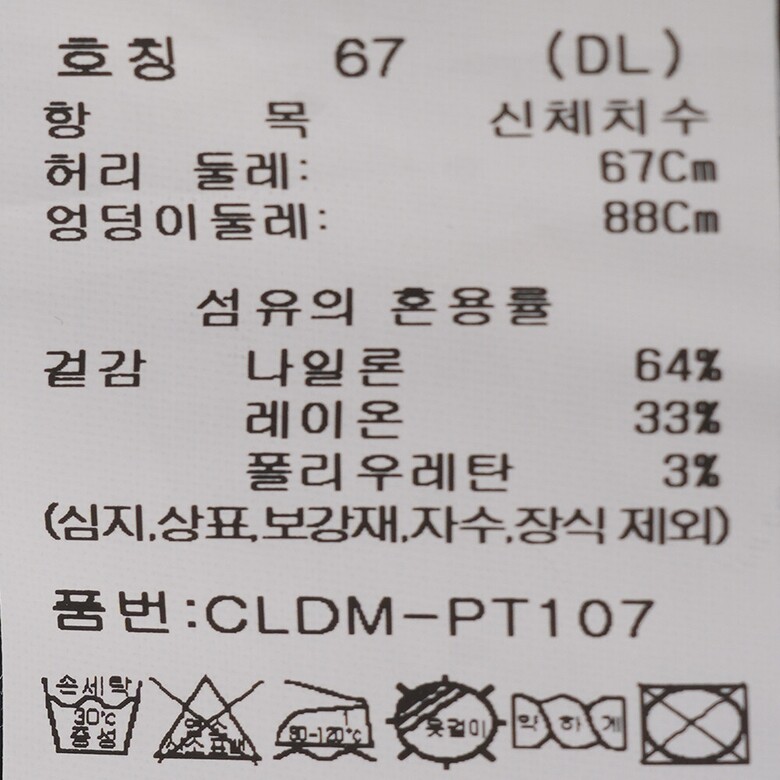 호칭 67 (DL)
항 목 신체치수
허리 둘레: 67Cm
엉덩이둘레: 88Cm
섬유의 혼용률
겉감 나일론 64%
레이온 33%
폴리우레탄 3%
(심지,상표,보강재,자수,장식 제외)
품번:CLDM-PT107
손세탁
30℃
중성
80-120℃
옷걸이
약하게